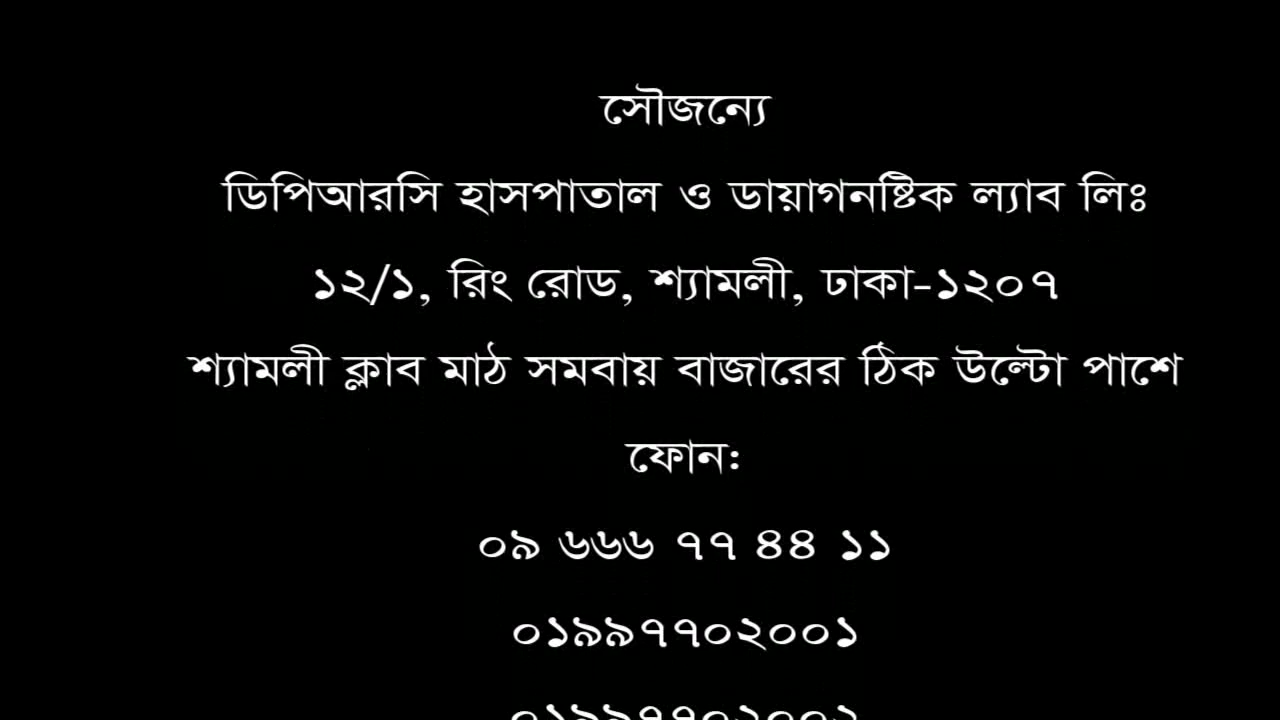 সৌজন্যে
ডিপিআরসি হাসপাতাল ও ডায়াগনষ্টিক ল্যাব লিঃ
১২/১, রিং রোড, শ্যামলী, ঢাকা-১২০৭
শ্যামলী ক্লাব মাঠ সমবায় বাজারের ঠিক উল্টো পাশে
ফোন:
০৯ ৬৬৬ ৭৭ ৪৪ ১১
০১৯৯৭৭০২০০১